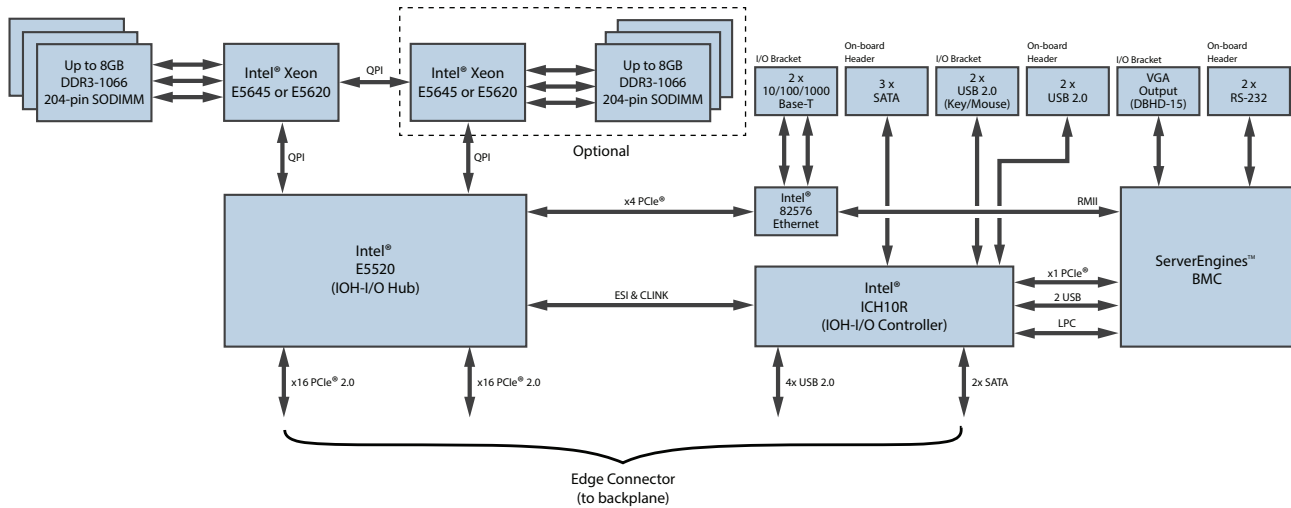 Up to 8GB
DDR3-1066
204-pin SODIMM
Intel® Xeon
E5645 or E5620
QPI
Intel® Xeon
E5645 or E5620
Up to 8GB
DDR3-1066
204-pin SODIMM
Optional
I/O Bracket
2 x
10/100/1000
Base-T
On-board
Header
3 x
SATA
I/O Bracket
2 x
USB 2.0
(Key/Mouse)
On-board
Header
2 x
USB 2.0
I/O Bracket
VGA
Output
(DBHD-15)
On-board
Header
2 x
RS-232
QPI
QPI
Intel®
E5520
(IOH-I/O Hub)
x4 PCIe®
Intel®
82576
Ethernet
RMII
ServerEngines™
BMC
ESI & CLINK
Intel®
ICH10R
(IOH-I/O Controller)
x1 PCIe®
2 USB
LPC
x16 PCIe® 2.0
x16 PCIe® 2.0
4x USB 2.0
2x SATA
Edge Connector
(to backplane)